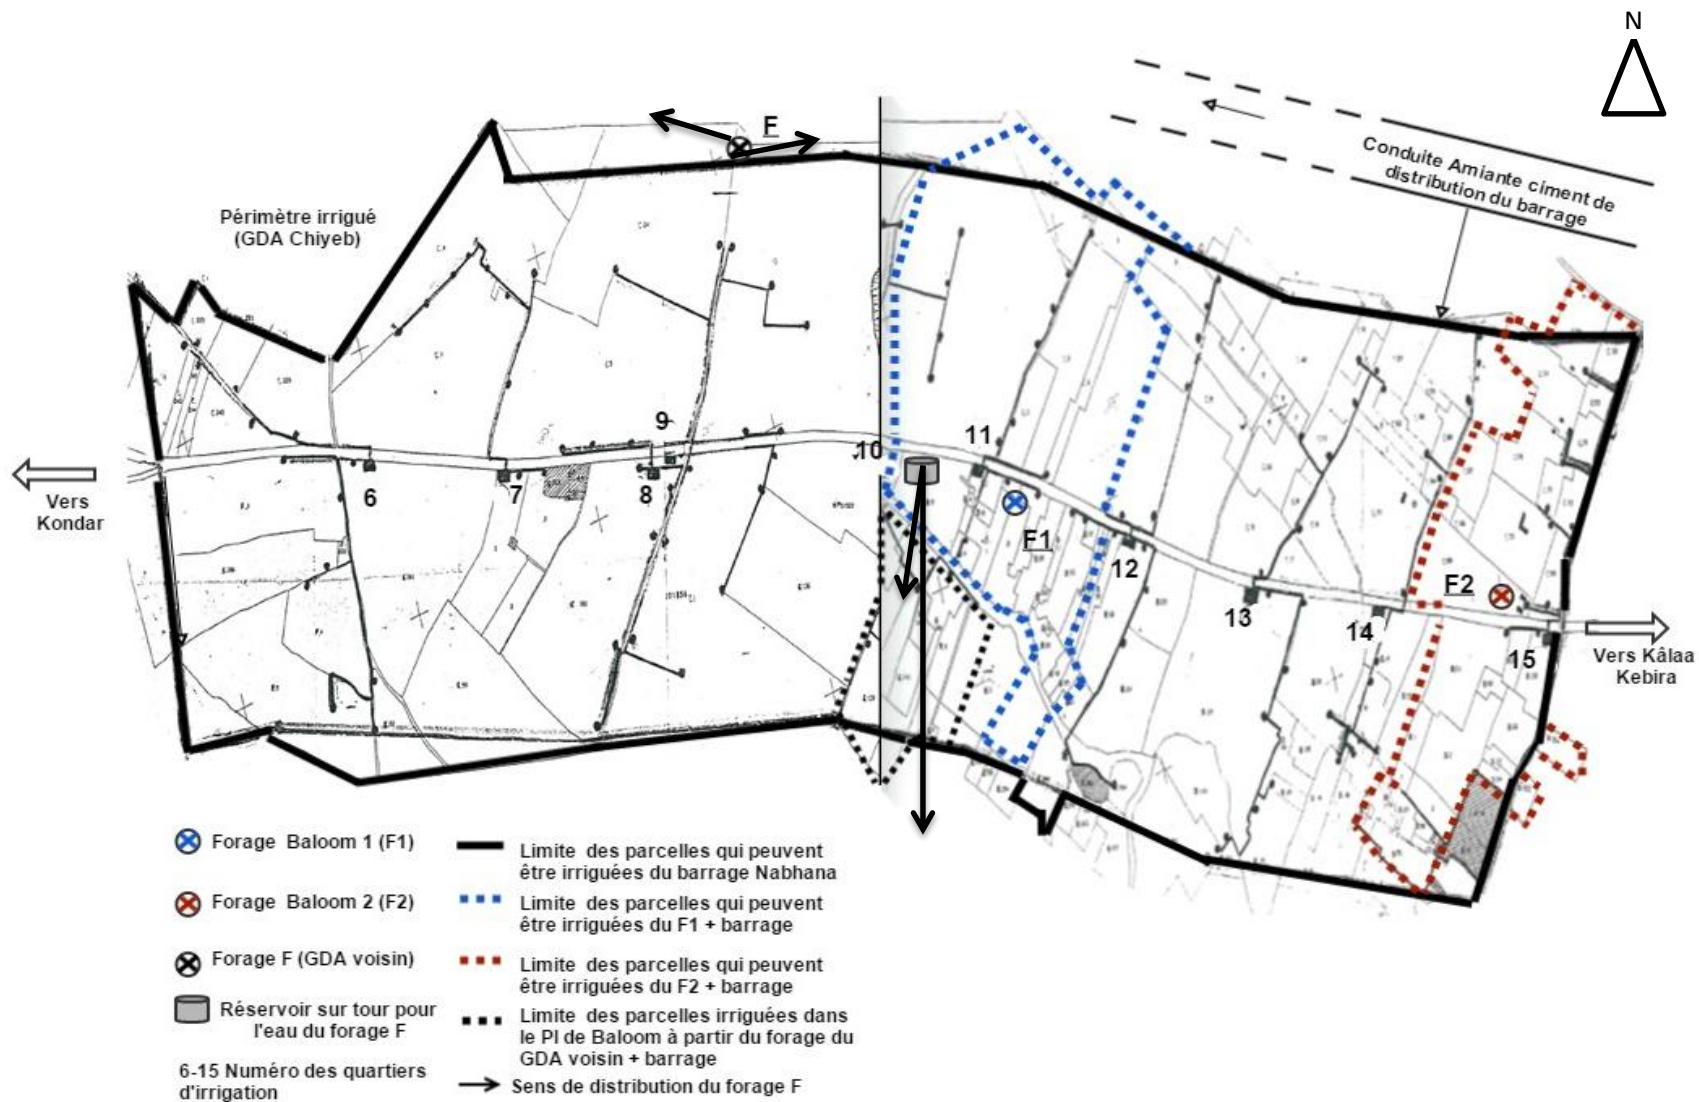 N
F
Conduite Amiante ciment de
distribution du barrage
Périmètre irrigué
(GDA Chiyeb)
9
10
11
6
7
8
Vers
Kondar
F1
12
F2
13
14
15
Vers Kâlaa
Kebira
Forage Baloom 1 (F1)
Forage Baloom 2 (F2)
Forage F (GDA voisin)
Réservoir sur tour pour
l'eau du forage F
6-15 Numéro des quartiers
d'irrigation
Limite des parcelles qui peuvent
être irriguées du barrage Nabhana
Limite des parcelles qui peuvent
être irriguées du F1 + barrage
Limite des parcelles qui peuvent
être irriguées du F2 + barrage
Limite des parcelles irriguées dans
le PI de Baloom à partir du forage du
GDA voisin + barrage
Sens de distribution du forage F